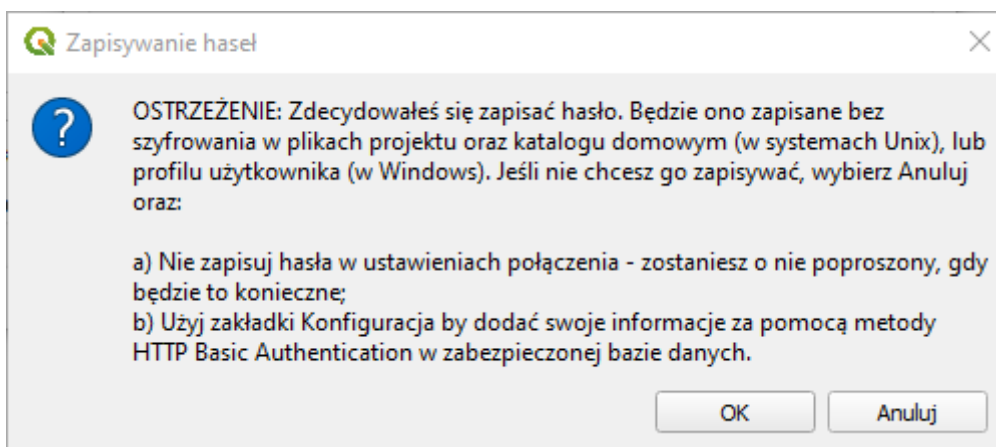 Zapisywanie haseł
OSTRZEŻENIE: Zdecydowałeś się zapisać hasło. Będzie ono zapisane bez
szyfrowania w plikach projektu oraz katalogu domowym (w systemach Unix), lub
profilu użytkownika (w Windows). Jeśli nie chcesz go zapisywać, wybierz Anuluj
oraz:
a) Nie zapisuj hasła w ustawieniach połączenia - zostaniesz o nie poproszony, gdy
będzie to konieczne;
b) Użyj zakładki Konfiguracja by dodać swoje informacje za pomocą metody
HTTP Basic Authentication w zabezpieczonej bazie danych.
OK Anuluj